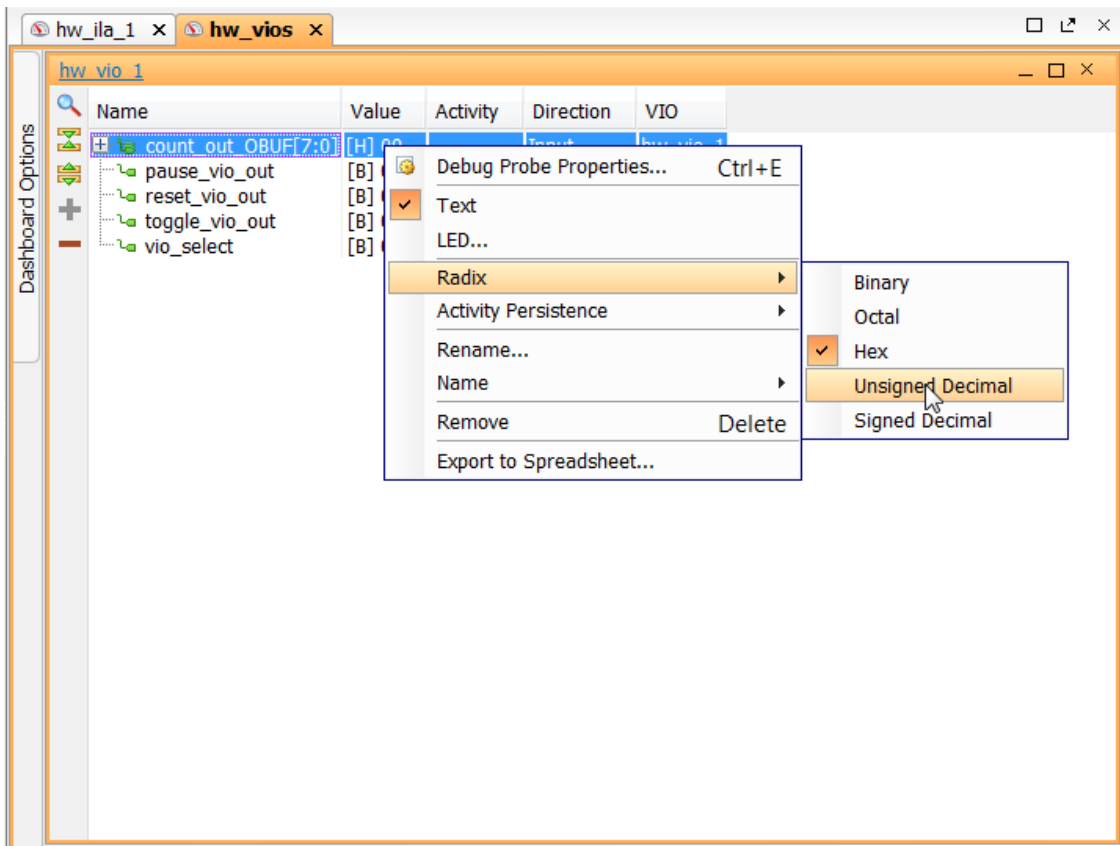 hw_ila_1 hw_vios
Dashboard Options
hw_vio_1
Name Value Activity Direction VIO
count_out_OBUF[7:0] [H] 00 Input hw_vio_1
pause_vio_out [B]
reset_vio_out [B]
toggle_vio_out [B]
vio_select [B]
Debug Probe Properties... Ctrl+E
Text
LED...
Radix
Activity Persistence
Rename...
Name
Remove Delete
Export to Spreadsheet...
Binary
Octal
Hex
Unsigned Decimal
Signed Decimal